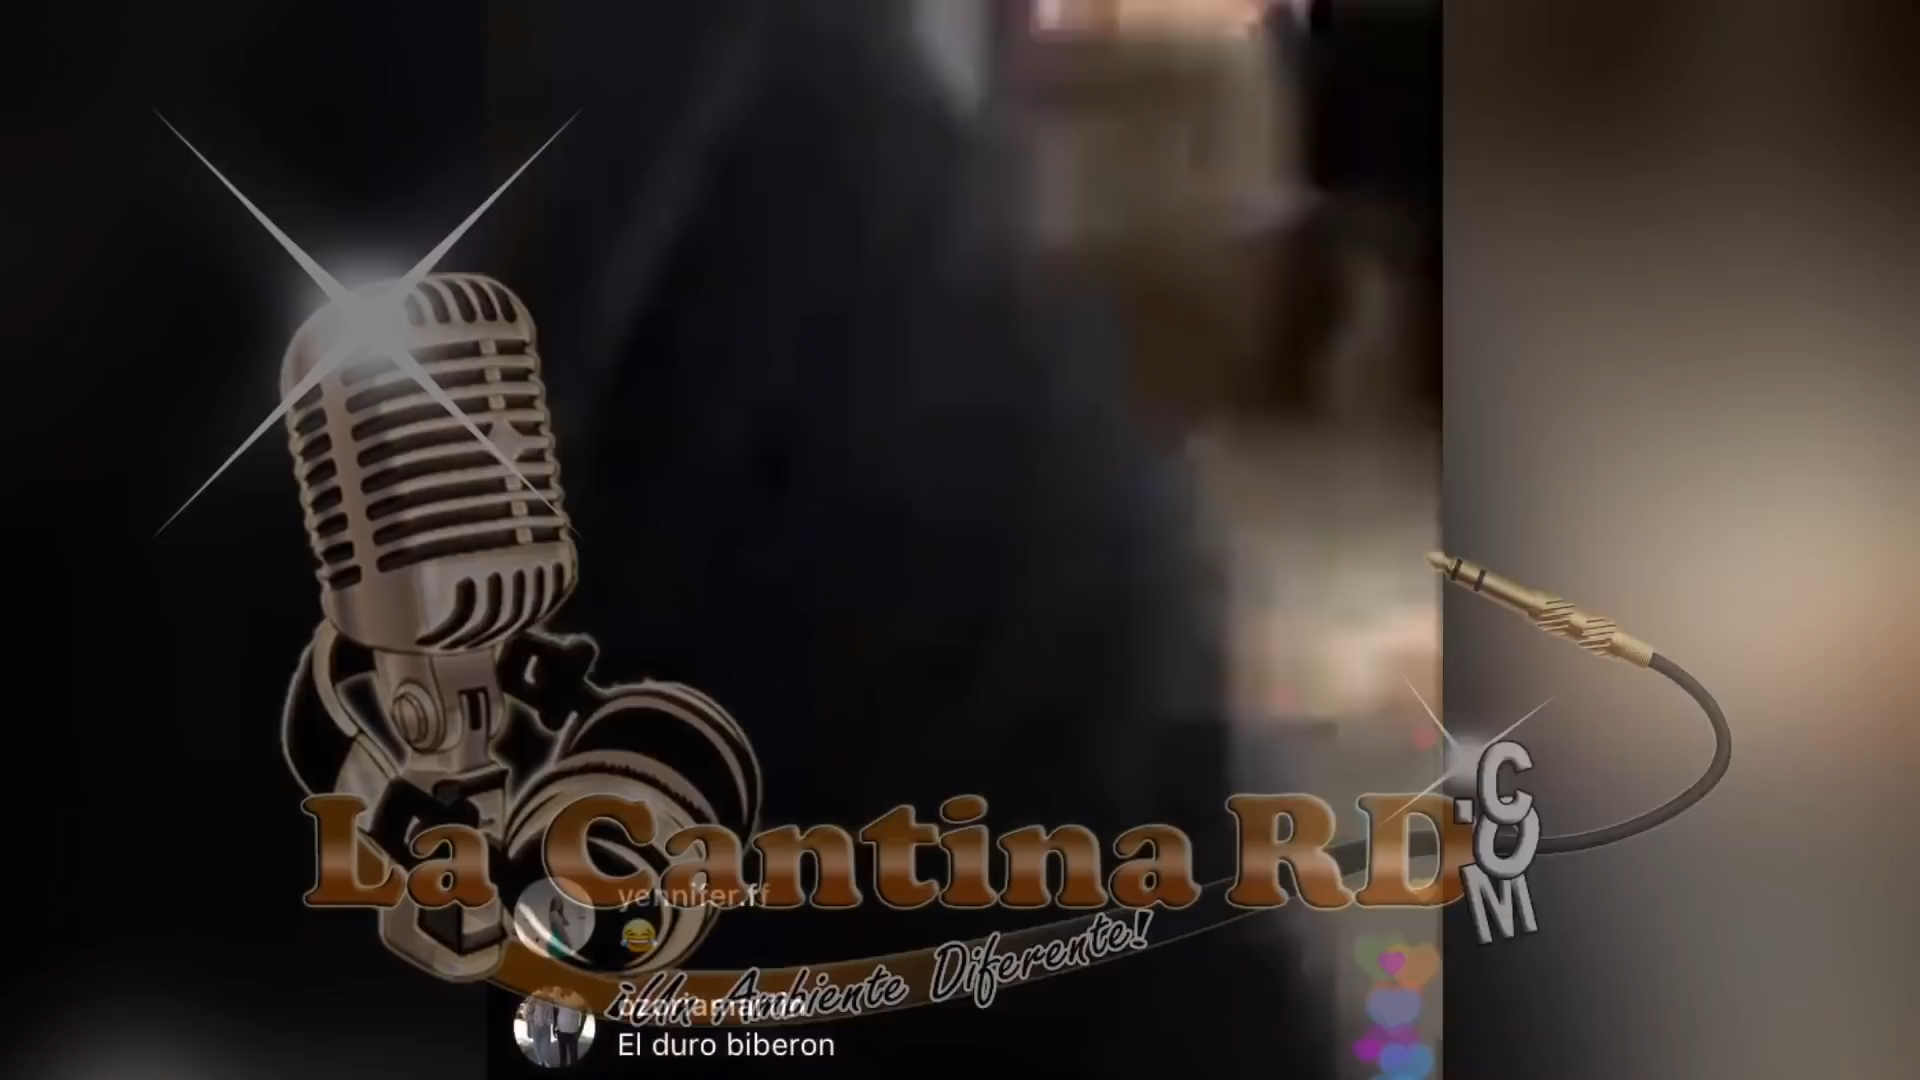 La Cantina RD
.COM
yennifer.ff
¡Un Ambiente Diferente!
El duro biberon